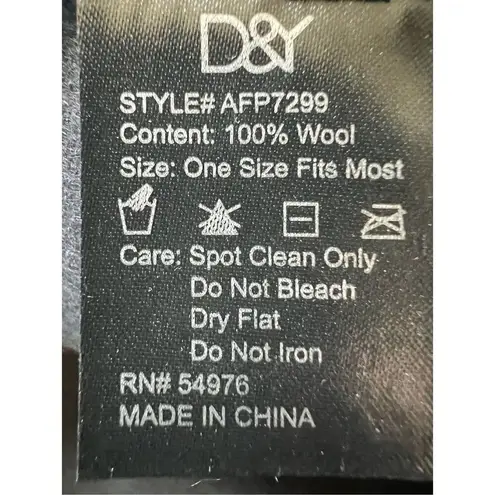 D&Y
STYLE# AFP7299
Content: 100% Wool
Size: One Size Fits Most
Care: Spot Clean Only
Do Not Bleach
Dry Flat
Do Not Iron
RN# 54976
MADE IN CHINA